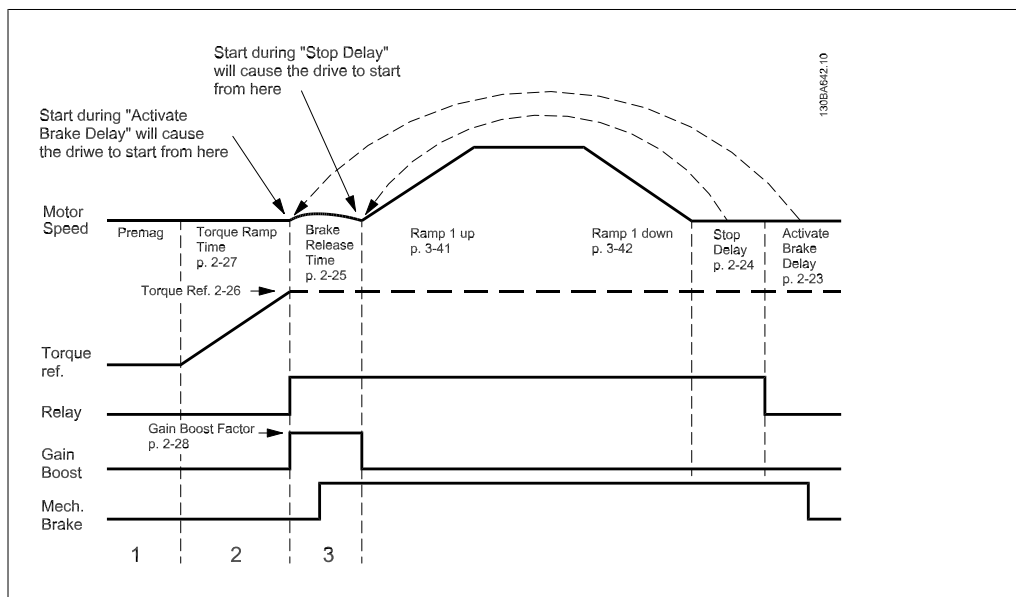 Start during "Stop Delay"
will cause the drive to start
from here
130BA642.10
Start during "Activate
Brake Delay" will cause
the driwe to start from here
Motor
Speed
Premag
Torque Ramp
Time
p. 2-27
Brake
Release
Time
p. 2-25
Ramp 1 up
p. 3-41
Ramp 1 down
p. 3-42
Stop
Delay
p. 2-24
Activate
Brake
Delay
p. 2-23
Torque Ref. 2-26
Torque
ref.
Relay
Gain Boost Factor
p. 2-28
Gain
Boost
Mech.
Brake
1
2
3